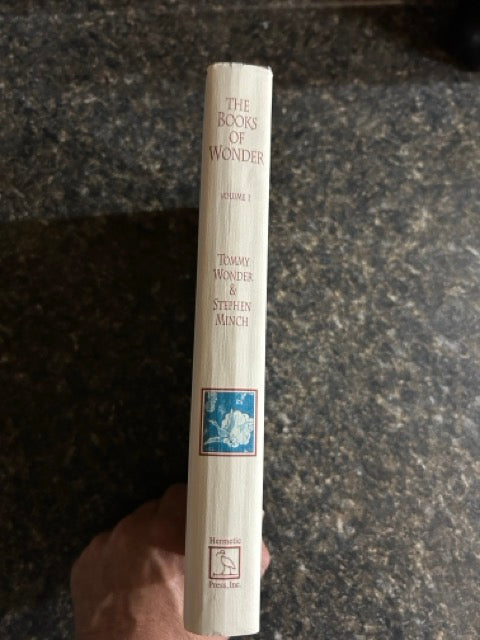 THE
BOOKS
OF
WONDER
VOLUME I
TOMMY
WONDER
&
STEPHEN
MINCH
Hermetic
Press, Inc.